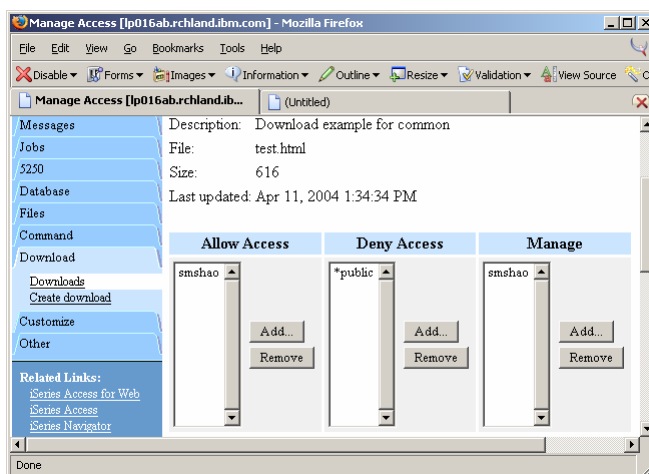 Manage Access [lp016ab.rchland.ibm.com] - Mozilla Firefox
File Edit View Go Bookmarks Tools Help
Disable Forms Images Information Outline Resize Validation View Source
Manage Access [lp016ab.rchland.ib... (Untitled)
Messages
Jobs
5250
Database
Files
Command
Download
Downloads
Create download
Customize
Other
Related Links:
iSeries Access for Web
iSeries Access
iSeries Navigator
Description: Download example for common
File: test.html
Size: 616
Last updated: Apr 11, 2004 1:34:34 PM
Allow Access Deny Access Manage
smshao *public smshao
Add... Add... Add...
Remove Remove Remove
Done